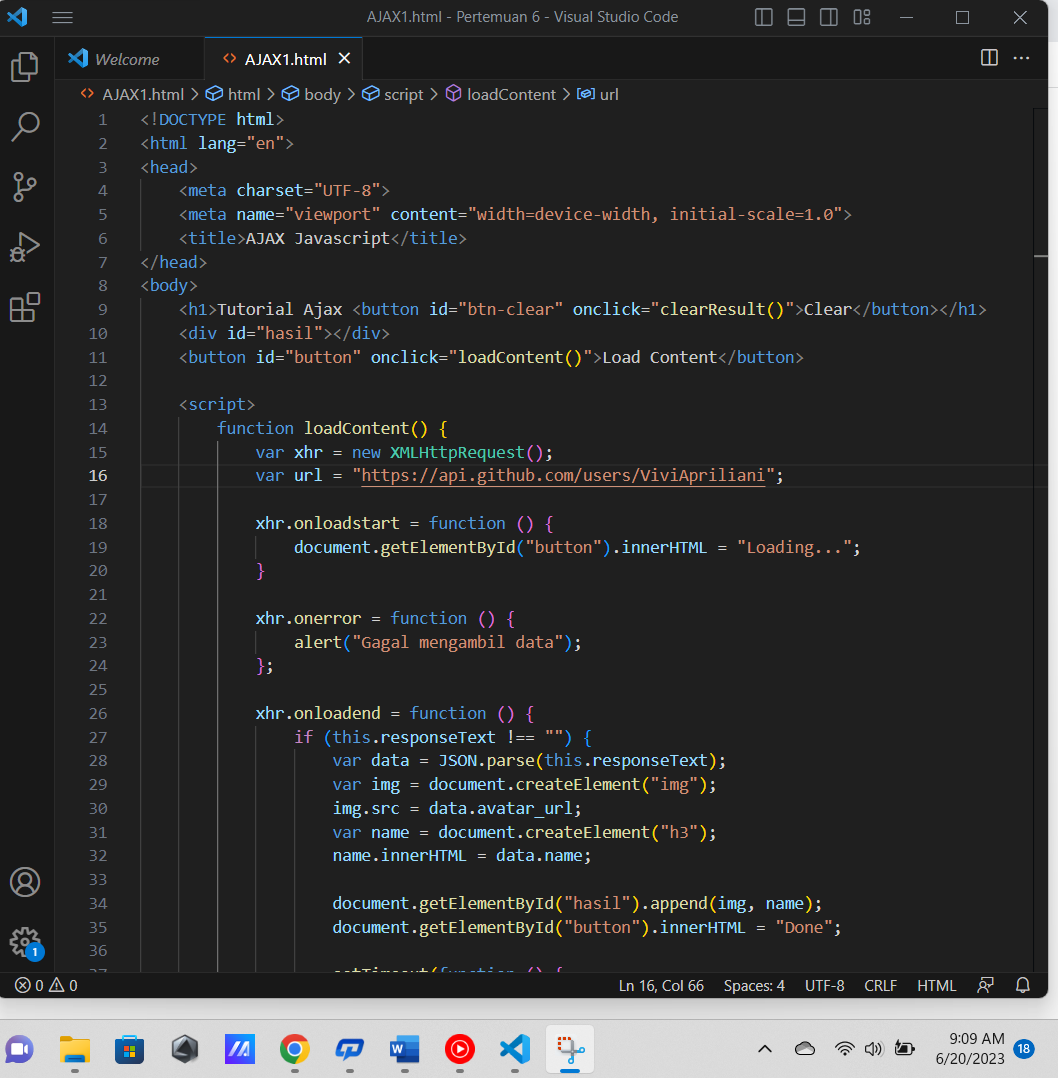 AJAX1.html - Pertemuan 6 - Visual Studio Code
Welcome
<> AJAX1.html
<> AJAX1.html > html > body > script > loadContent > url
1 <!DOCTYPE html>
2 <html lang="en">
3 <head>
4 <meta charset="UTF-8">
5 <meta name="viewport" content="width=device-width, initial-scale=1.0">
6 <title>AJAX Javascript</title>
7 </head>
8 <body>
9 <h1>Tutorial Ajax <button id="btn-clear" onclick="clearResult()">Clear</button></h1>
10 <div id="hasil"></div>
11 <button id="button" onclick="loadContent()">Load Content</button>
12
13 <script>
14 function loadContent() {
15 var xhr = new XMLHttpRequest();
16 var url = "https://api.github.com/users/ViviApriliani";
17
18 xhr.onloadstart = function () {
19 document.getElementById("button").innerHTML = "Loading...";
20 }
21
22 xhr.onerror = function () {
23 alert("Gagal mengambil data");
24 };
25
26 xhr.onloadend = function () {
27 if (this.responseText !== "") {
28 var data = JSON.parse(this.responseText);
29 var img = document.createElement("img");
30 img.src = data.avatar_url;
31 var name = document.createElement("h3");
32 name.innerHTML = data.name;
33
34 document.getElementById("hasil").append(img, name);
35 document.getElementById("button").innerHTML = "Done";
36
37 setTimeout(function () {
1
0 0
Ln 16, Col 66 Spaces: 4 UTF-8 CRLF HTML
9:09 AM
6/20/2023
18